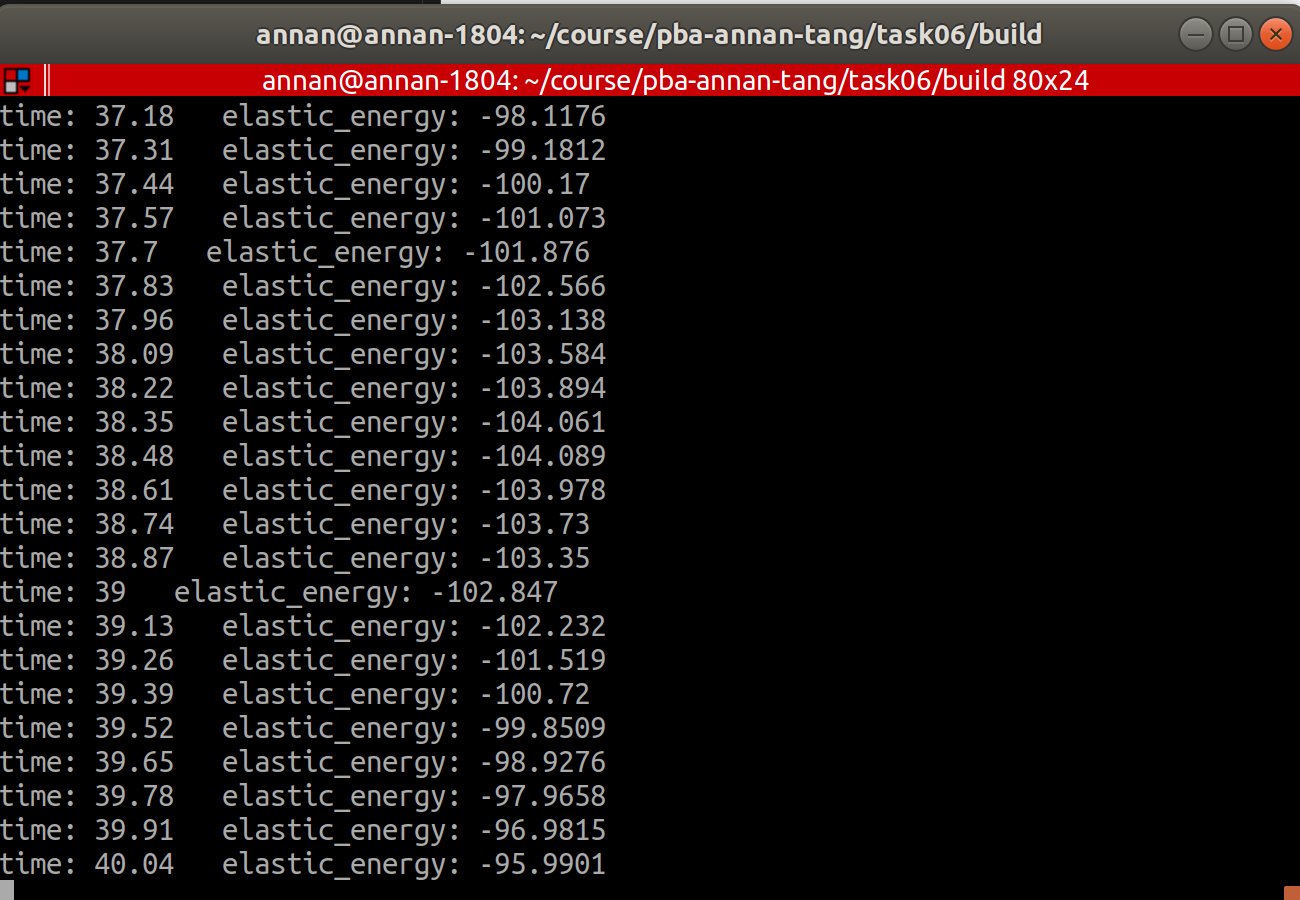 annan@annan-1804: ~/course/pba-annan-tang/task06/build
annan@annan-1804: ~/course/pba-annan-tang/task06/build 80x24
time: 37.18   elastic_energy: -98.1176
time: 37.31   elastic_energy: -99.1812
time: 37.44   elastic_energy: -100.17
time: 37.57   elastic_energy: -101.073
time: 37.7   elastic_energy: -101.876
time: 37.83   elastic_energy: -102.566
time: 37.96   elastic_energy: -103.138
time: 38.09   elastic_energy: -103.584
time: 38.22   elastic_energy: -103.894
time: 38.35   elastic_energy: -104.061
time: 38.48   elastic_energy: -104.089
time: 38.61   elastic_energy: -103.978
time: 38.74   elastic_energy: -103.73
time: 38.87   elastic_energy: -103.35
time: 39   elastic_energy: -102.847
time: 39.13   elastic_energy: -102.232
time: 39.26   elastic_energy: -101.519
time: 39.39   elastic_energy: -100.72
time: 39.52   elastic_energy: -99.8509
time: 39.65   elastic_energy: -98.9276
time: 39.78   elastic_energy: -97.9658
time: 39.91   elastic_energy: -96.9815
time: 40.04   elastic_energy: -95.9901